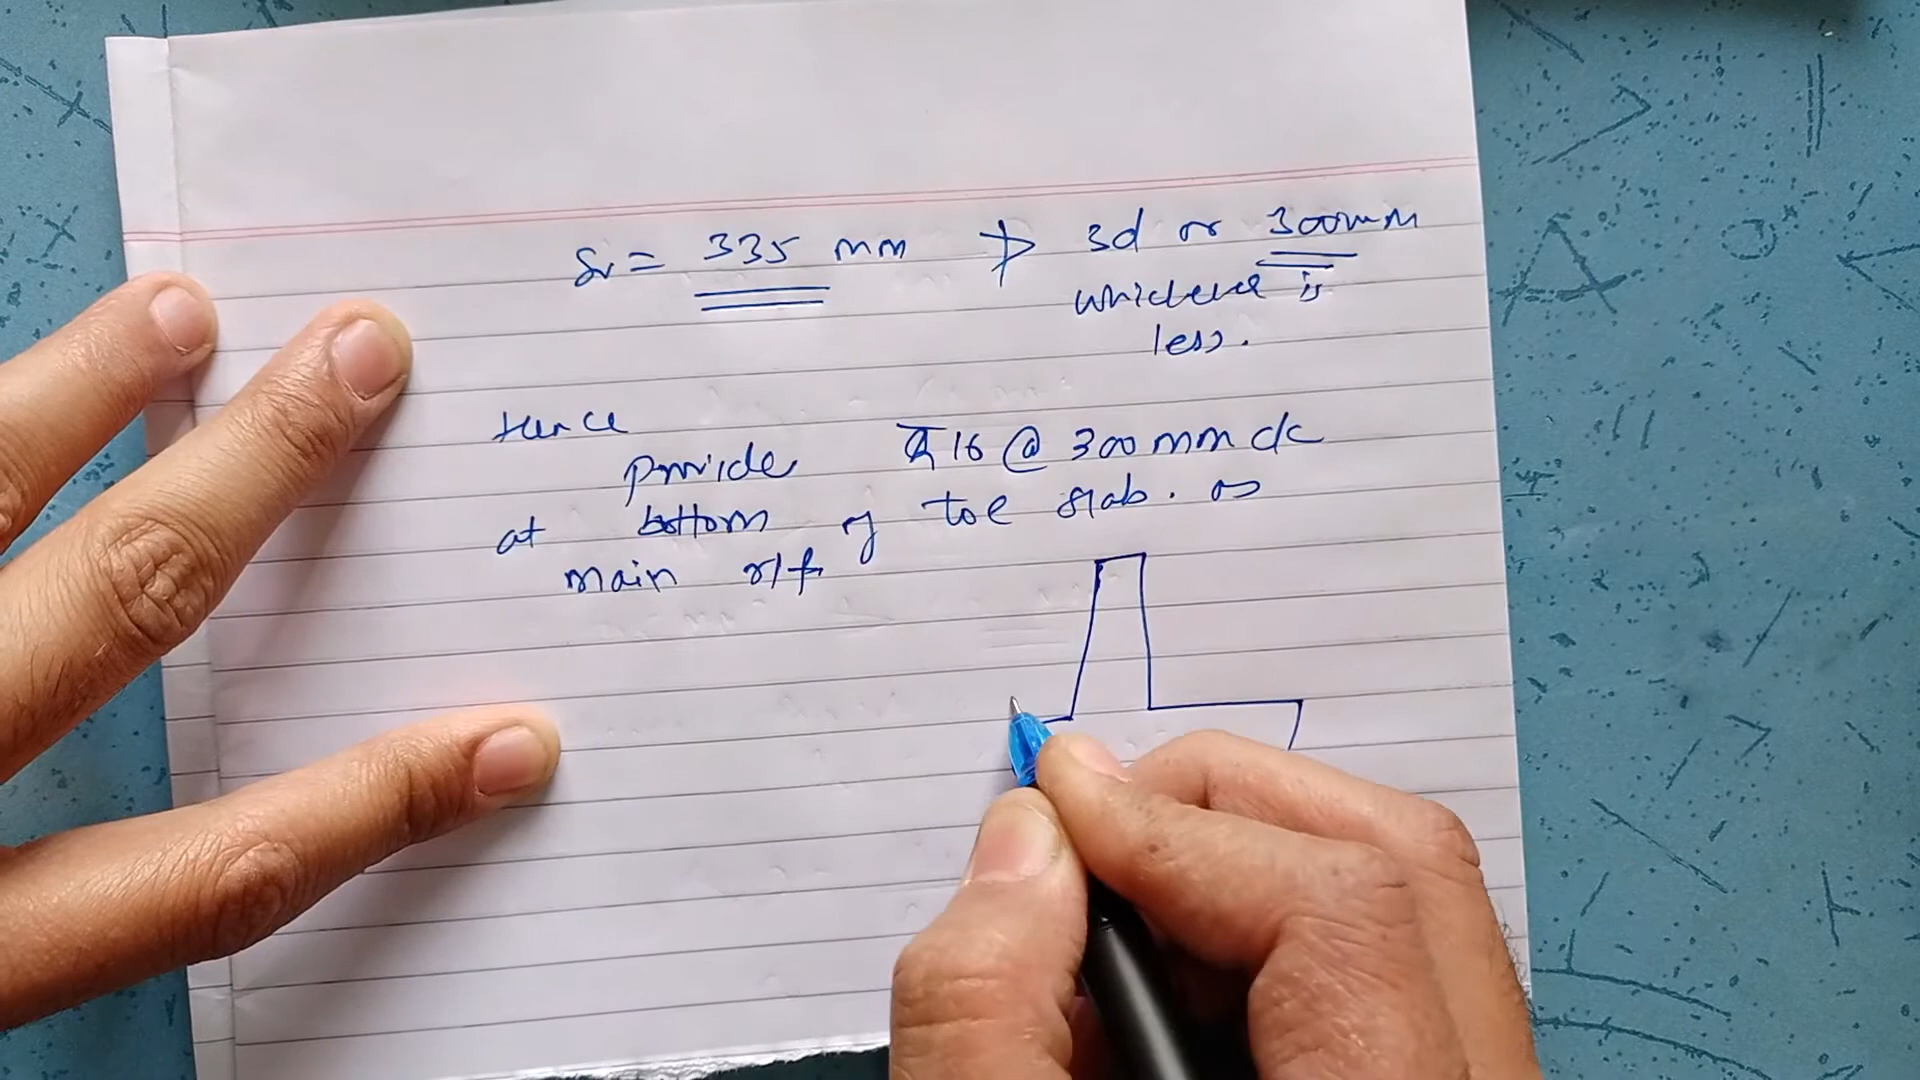 Sv = 335 mm ≯ 3d or 300mm
whichever is
less.
Hence
provide 16 @ 300 mm c/c
at bottom of toe slab. as
main r/f